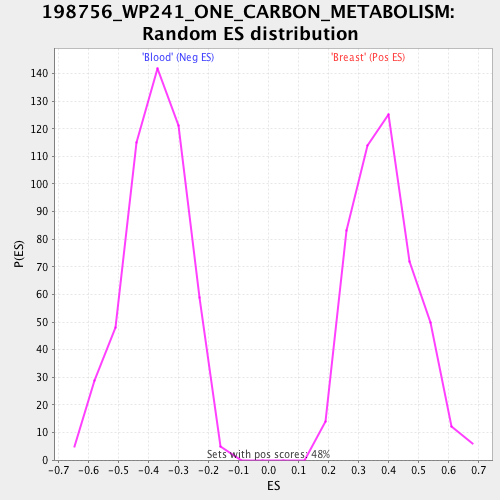 198756_WP241_ONE_CARBON_METABOLISM:
Random ES distribution
'Blood' (Neg ES)
'Breast' (Pos ES)
P(ES)
140
130
120
110
100
90
80
70
60
50
40
30
20
10
0
Sets with pos scores: 48%
-0.7 -0.6 -0.5 -0.4 -0.3 -0.2 -0.1 0.0 0.1 0.2 0.3 0.4 0.5 0.6 0.7
ES